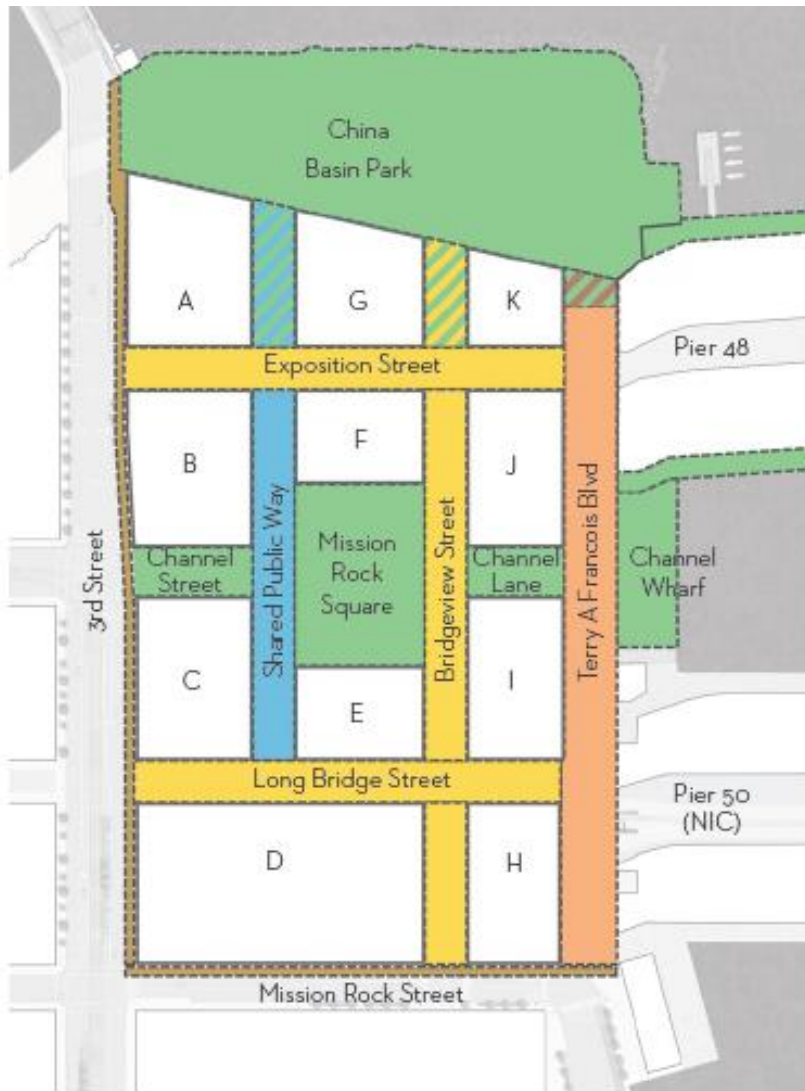 China
Basin Park
A
G
K
Exposition Street
Pier 48
B
F
J
3rd Street
Channel
Street
Shared Public Way
Mission
Rock
Square
Bridgeview Street
Channel
Lane
Terry A Francois Blvd
Channel
Wharf
C
E
I
Long Bridge Street
D
H
Pier 50
(NIC)
Mission Rock Street